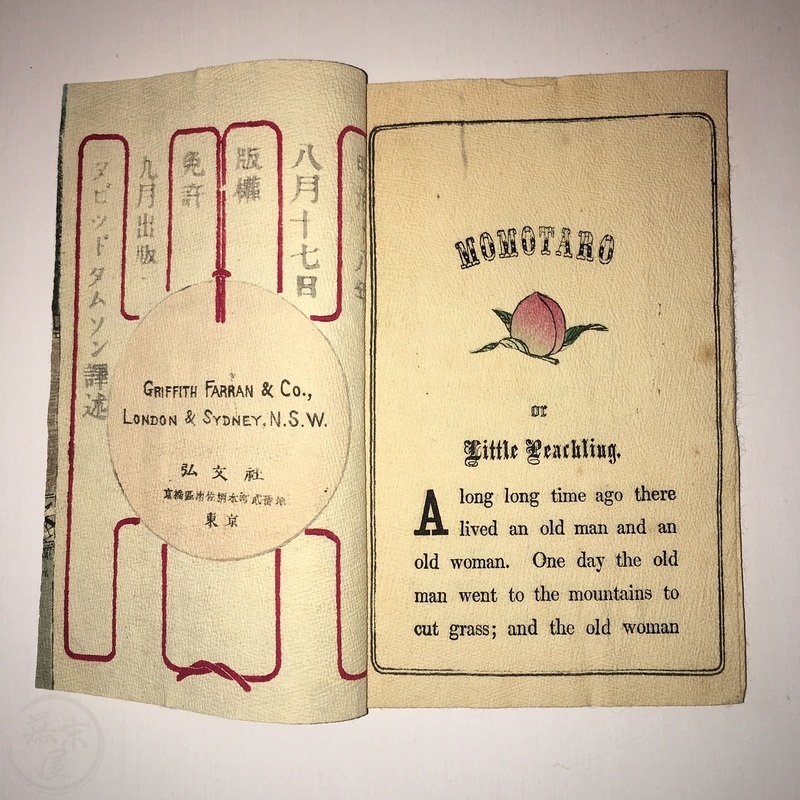 八月十七日
版權
免許
九月出版
タビツドタムソン譯述
GRIFFITH FARRAN & CO.,
LONDON & SYDNEY, N.S.W.
弘文社
東京
MOMOTARO
or
Little Peachling.
A long long time ago there
lived an old man and an
old woman. One day the old
man went to the mountains to
cut grass; and the old woman